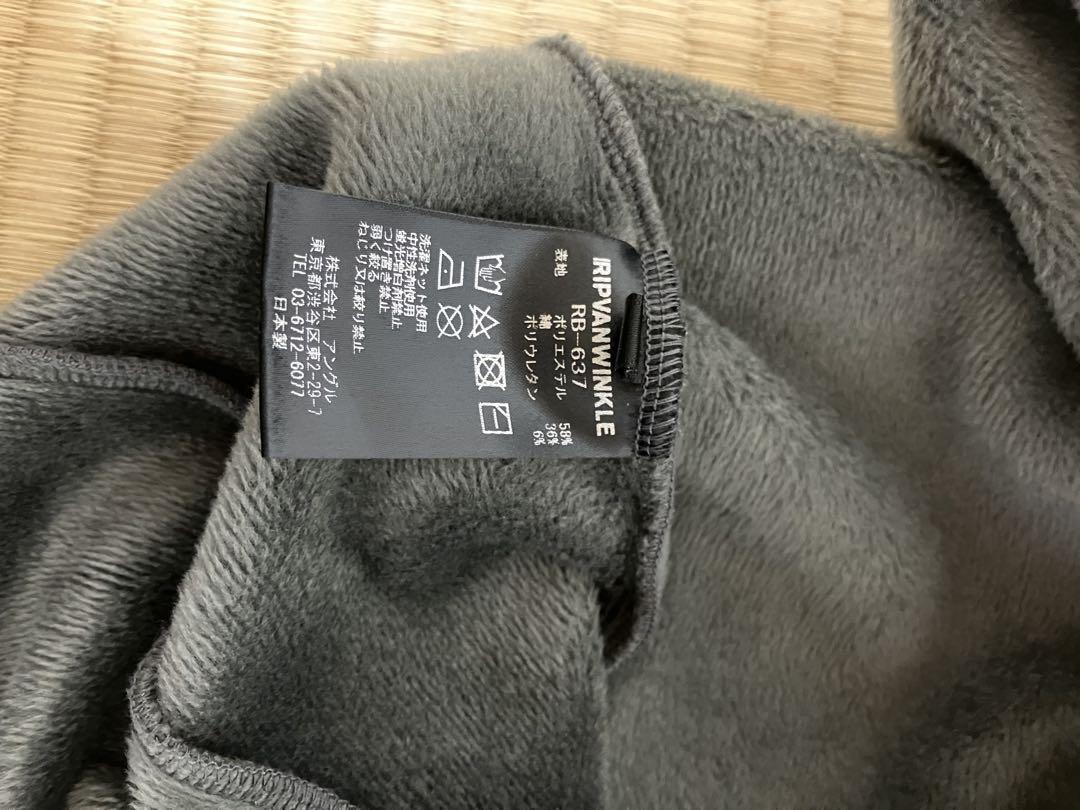 RIPVANWINKLE
RB-637
表地
ポリエステル 58%
綿 36%
ポリウレタン 6%
洗濯ネット使用
中性洗剤使用
蛍光増白剤禁止
つけ置き禁止
弱く絞る
ねじり又は絞り禁止
株式会社 アングル
東京都渋谷区東2-29-7
TEL 03-6712-6077
日本製